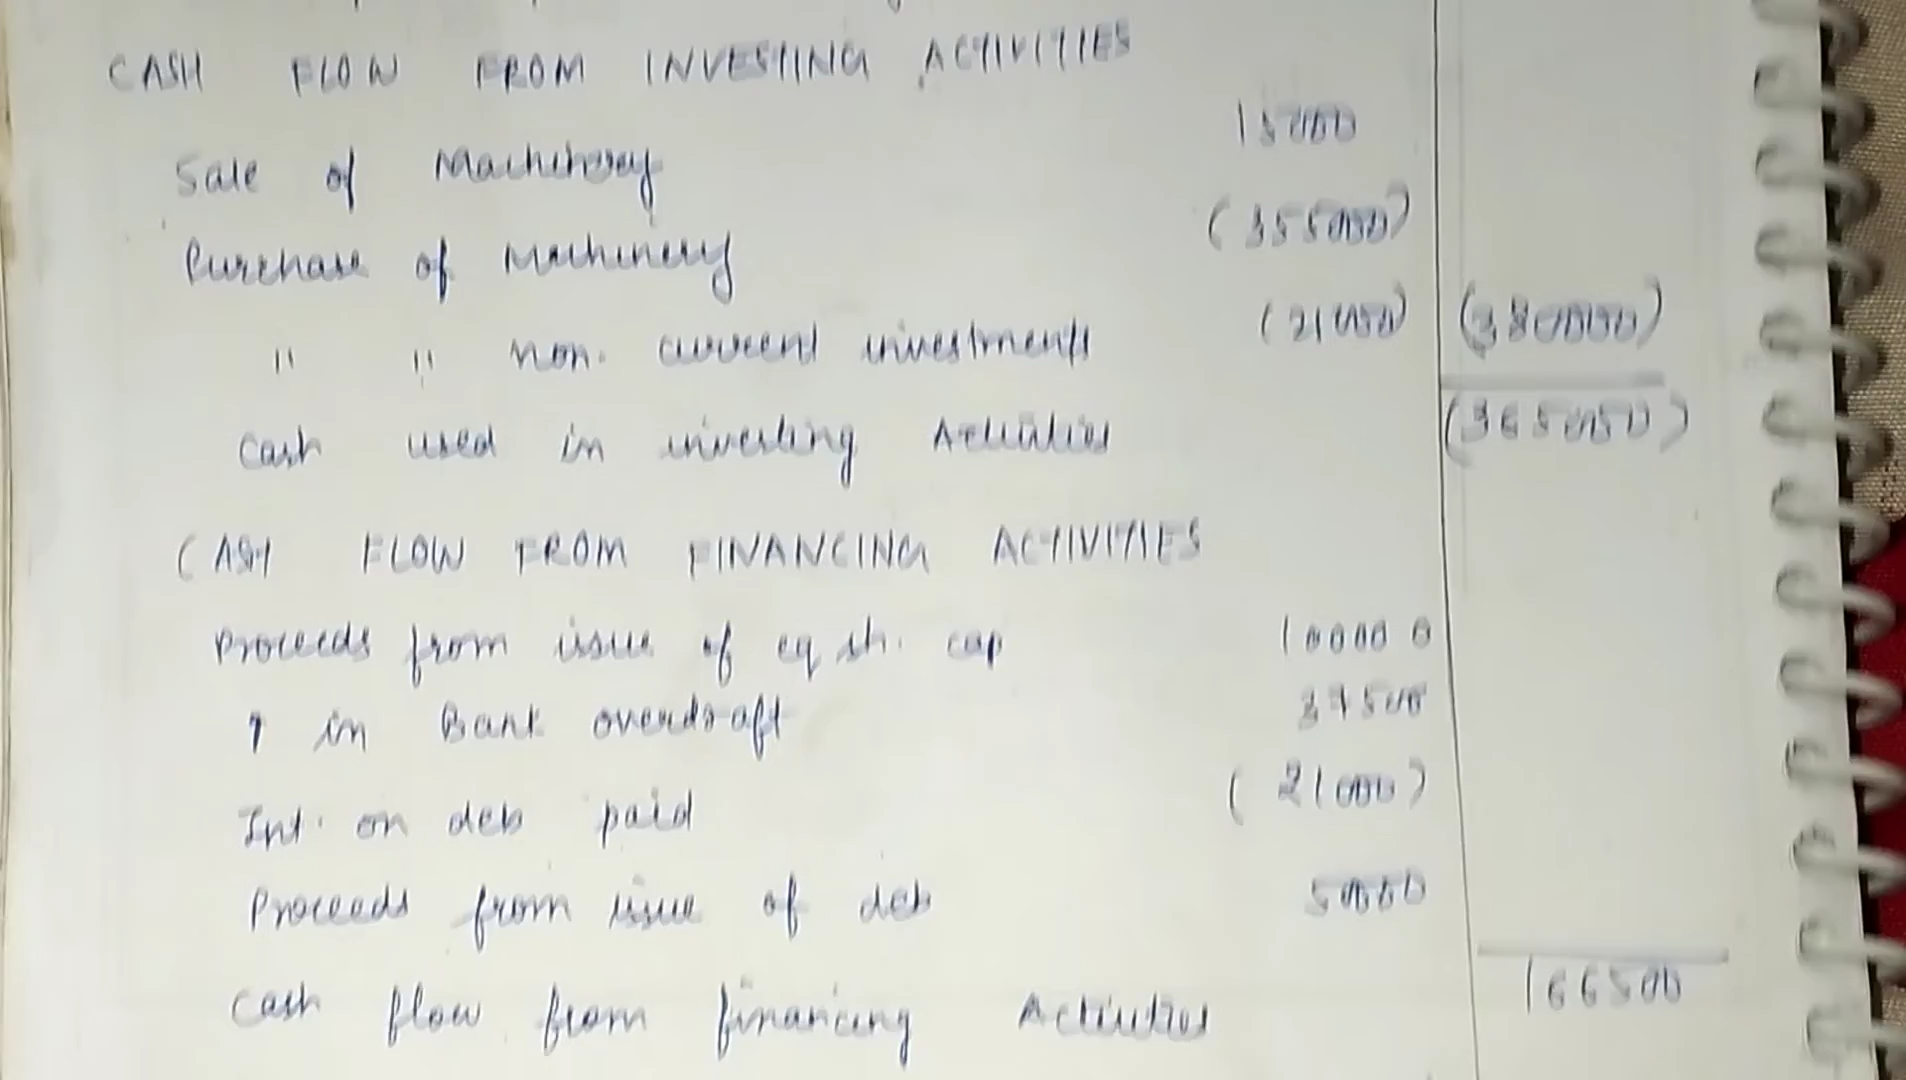 CASH FLOW FROM INVESTING ACTIVITIES
Sale of Machinery 15000
Purchase of Machinery (355000)
" " non. current investments (21000) (380000)
Cash used in investing Activities (365000)
CASH FLOW FROM FINANCING ACTIVITIES
Proceeds from issue of eq sh. cap 100000
↑ in Bank overdraft 37500
Int. on deb paid (21000)
Proceeds from issue of deb 50000
Cash flow from financing Activities 166500